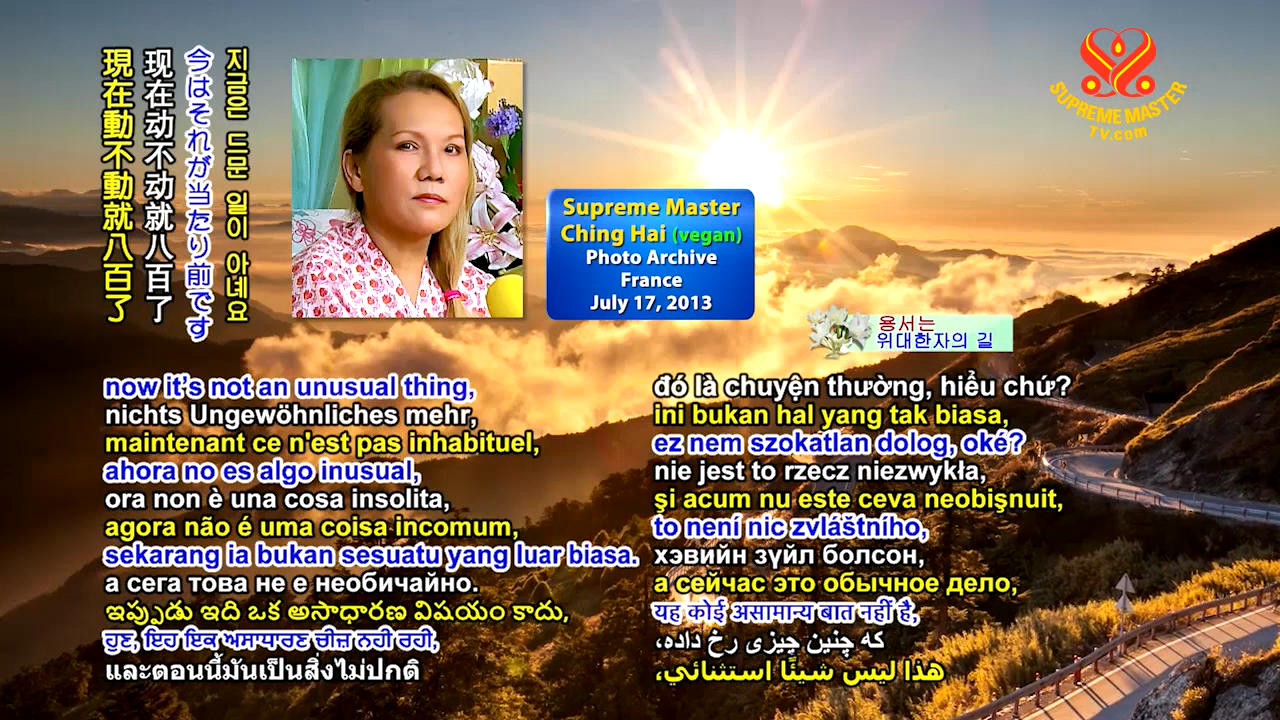 現在動不動就八百了
现在动不动就八百了
今はそれが当たり前です
지금은 드문 일이 아녜요
SUPREME MASTER
TV.com
Supreme Master
Ching Hai (vegan)
Photo Archive
France
July 17, 2013
용서는
위대한자의 길
now it's not an unusual thing,
nichts Ungewöhnliches mehr,
maintenant ce n'est pas inhabituel,
ahora no es algo inusual,
ora non è una cosa insolita,
agora não é uma coisa incomum,
sekarang ia bukan sesuatu yang luar biasa.
а сега това не е необичайно.
ఇప్పుడు ఇది ఒక అసాధారణ విషయం కాదు,
ਹੁਣ, ਇਹ ਇਕ ਅਸਾਧਾਰਣ ਚੀਜ਼ ਨਹੀ ਰਹੀ,
และตอนนี้มันเป็นสิ่งไม่ปกติ
đó là chuyện thường, hiểu chứ?
ini bukan hal yang tak biasa,
ez nem szokatlan dolog, oké?
nie jest to rzecz niezwykła,
şi acum nu este ceva neobişnuit,
to není nic zvláštního,
хэвийн зүйл болсон,
а сейчас это обычное дело,
यह कोई असामान्य बात नहीं है,
که چنین چیزی رخ داده،
هذا ليس شيئًا استثنائي،